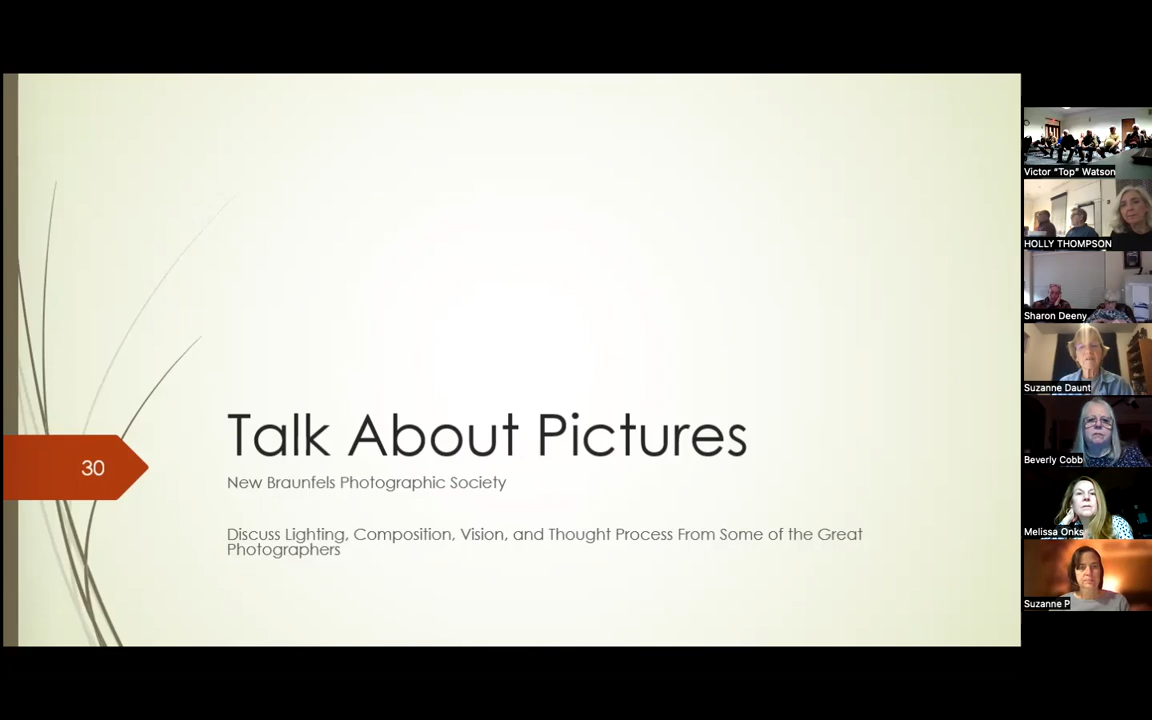 Talk About Pictures
New Braunfels Photographic Society
Discuss Lighting, Composition, Vision, and Thought Process From Some of the Great
Photographers
30
Victor "Top" Watson
HOLLY THOMPSON
Sharon Deeny
Suzanne Daunt
Beverly Cobb
Melissa Onks
Suzanne P